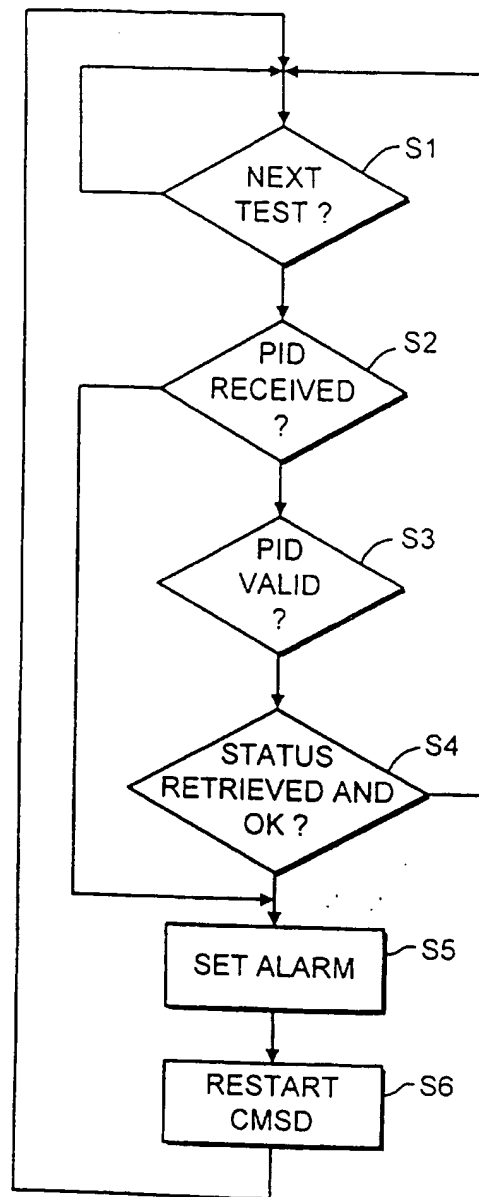 S1
NEXT
TEST ?
S2
PID
RECEIVED
?
S3
PID
VALID
?
S4
STATUS
RETRIEVED AND
OK ?
S5
SET ALARM
S6
RESTART
CMSD